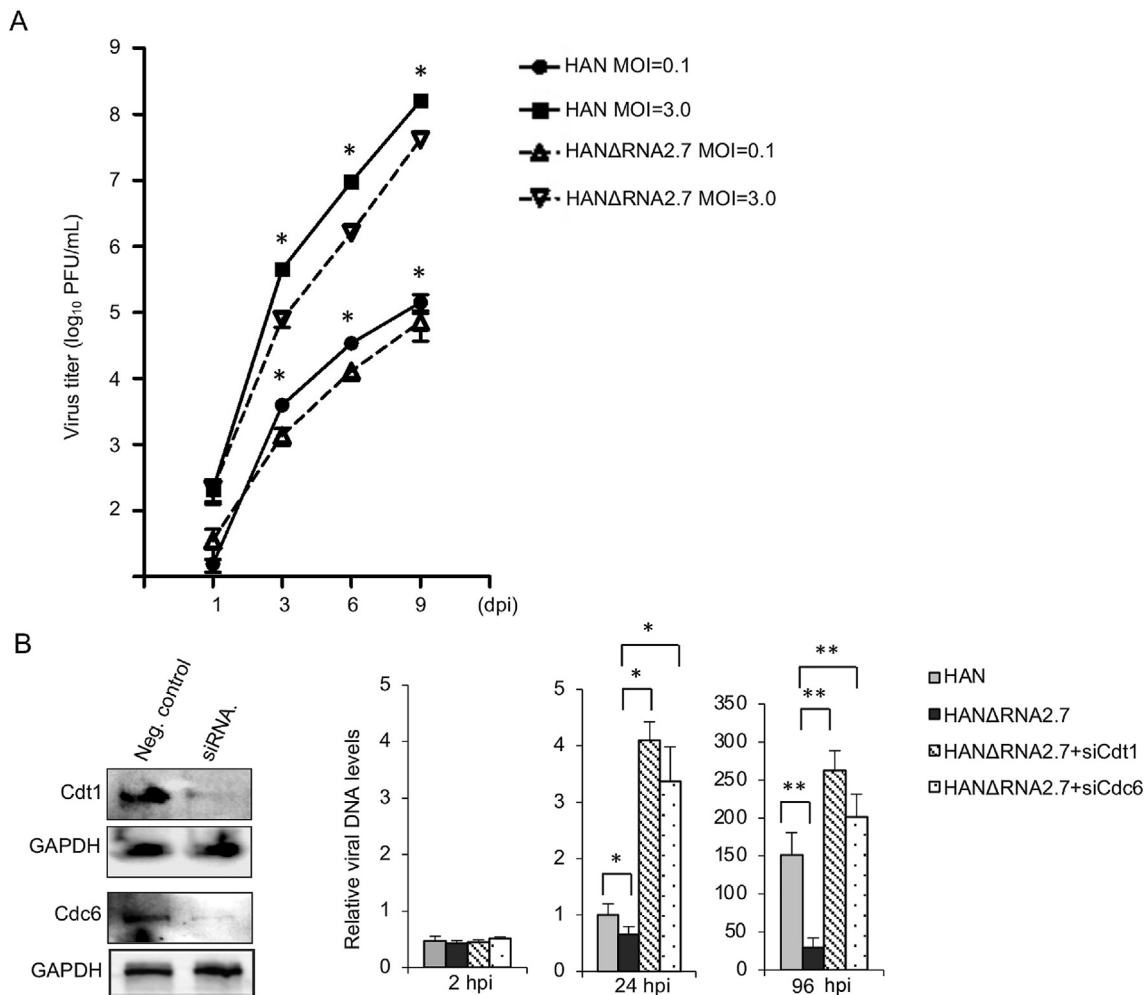 A
9
8
7
6
5
4
3
2
Virus titer (log₁₀ PFU/mL)
1 3 6 9 (dpi)
* * * * * *
HAN MOI=0.1
HAN MOI=3.0
HANΔRNA2.7 MOI=0.1
HANΔRNA2.7 MOI=3.0
B
Neg. control
siRNA.
Cdt1
GAPDH
Cdc6
GAPDH
Relative viral DNA levels
5
4
3
2
1
0
2 hpi
5
4
3
2
1
0
* * *
24 hpi
350
300
250
200
150
100
50
0
** ** **
96 hpi
HAN
HANΔRNA2.7
HANΔRNA2.7+siCdt1
HANΔRNA2.7+siCdc6